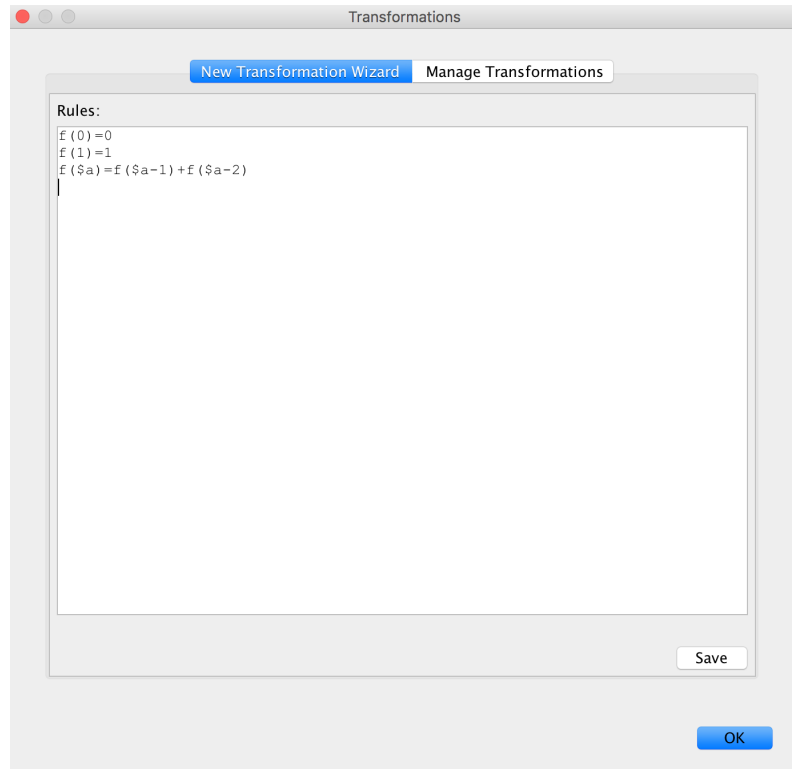 Transformations
New Transformation Wizard
Manage Transformations
Rules:
f(0)=0
f(1)=1
f($a)=f($a-1)+f($a-2)
Save
OK